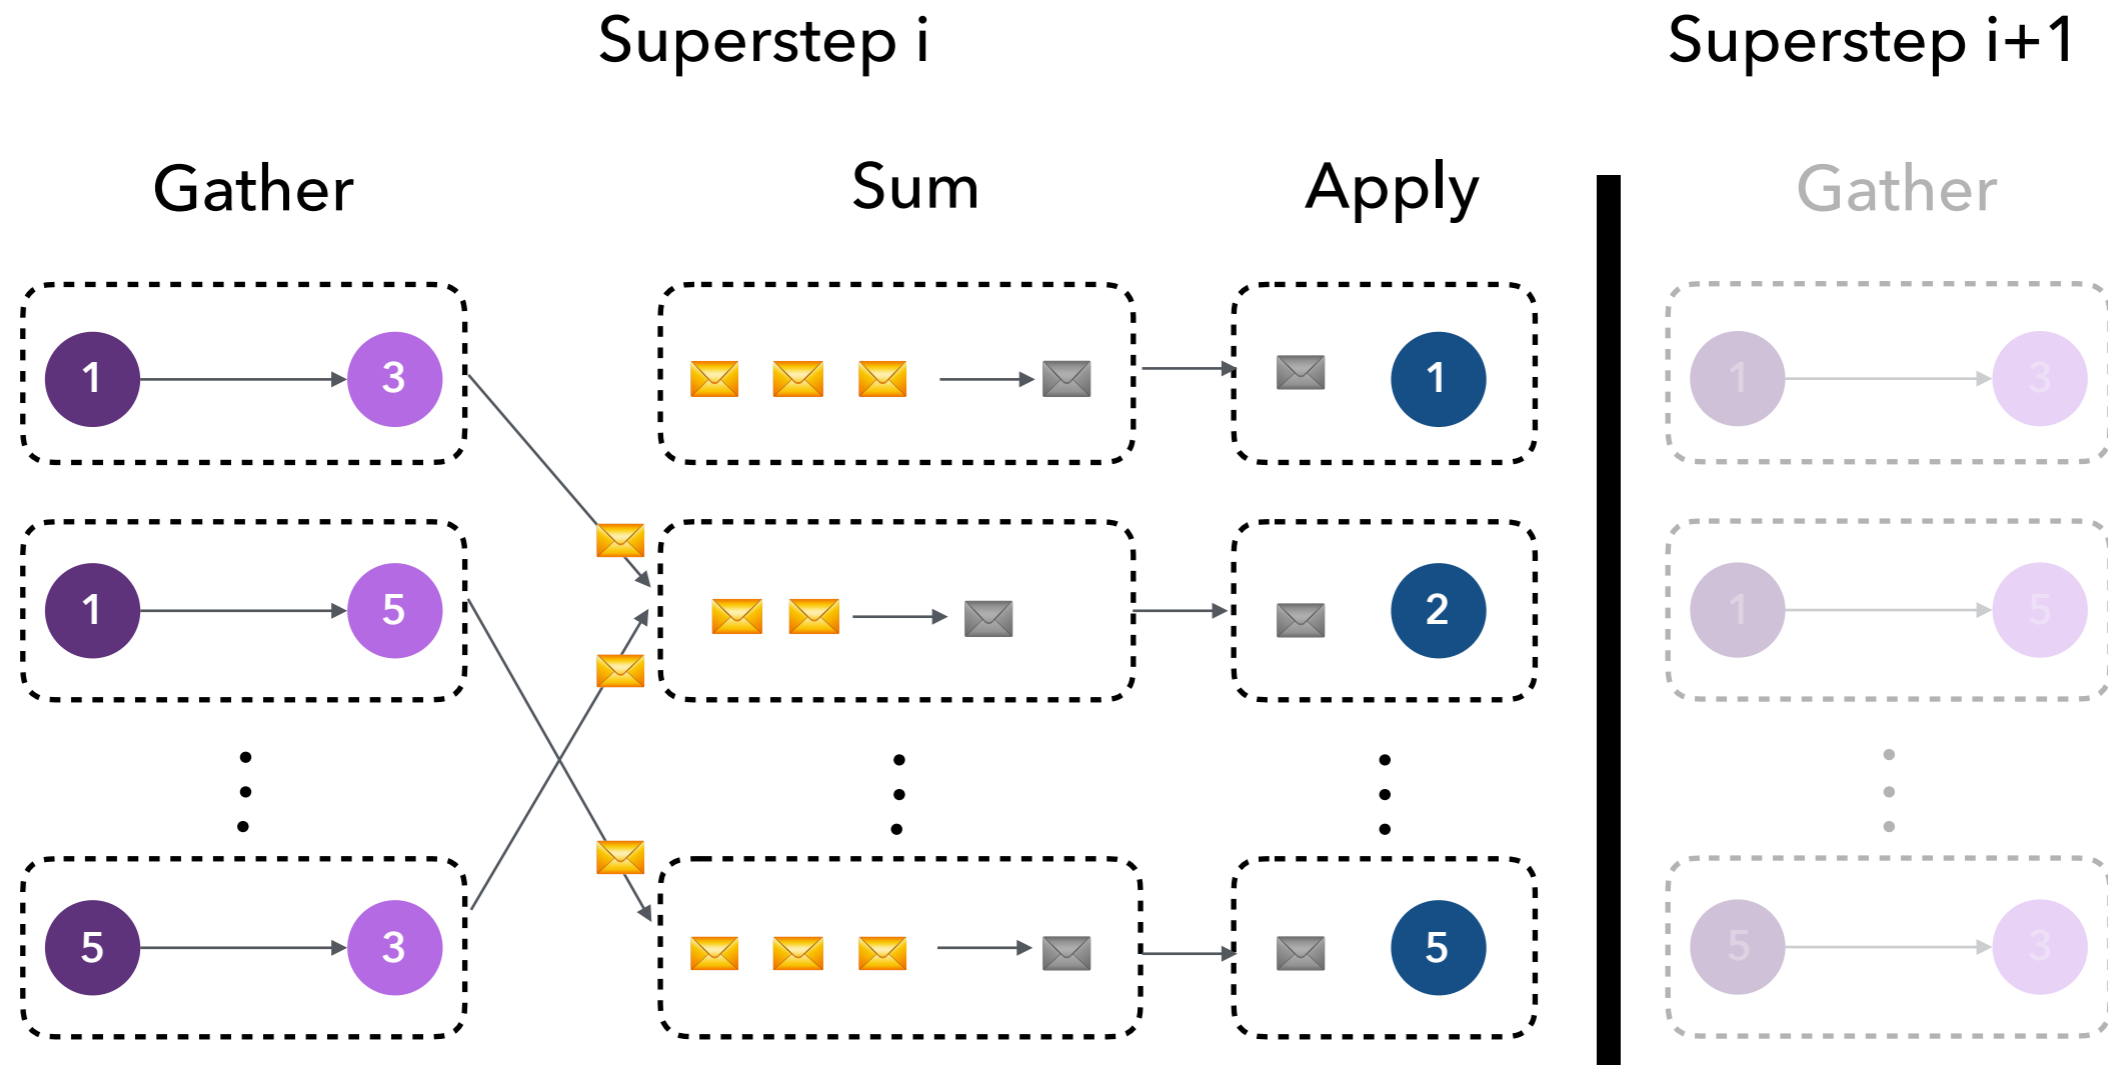 Superstep i
Superstep i+1
Gather
Sum
Apply
Gather
1 3 1 1 3
1 5 2 1 5
5 3 5 5 3